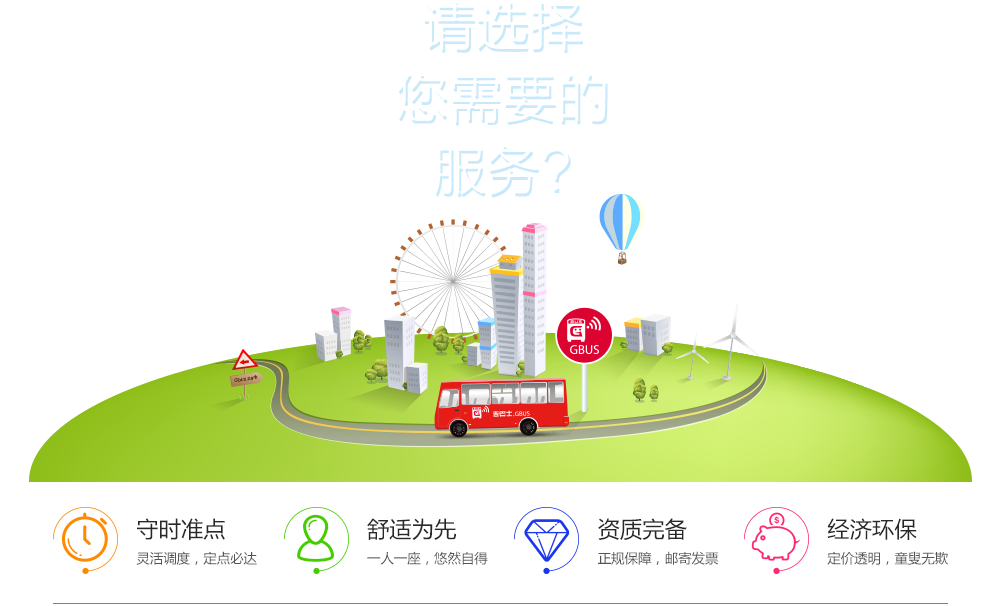 请选择
您需要的
服务?
BUS
GBUS
吉巴士.GBUS
守时准点
灵活调度，定点必达
舒适为先
一人一座，悠然自得
资质完备
正规保障，邮寄发票
经济环保
定价透明，童叟无欺